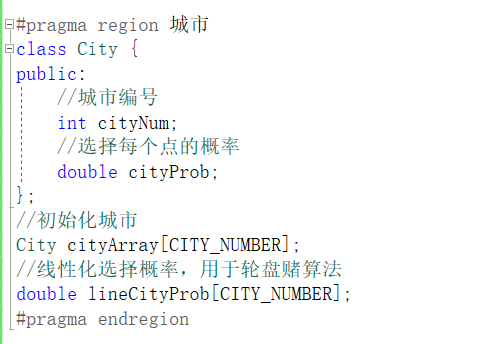 #pragma region 城市
class City {
public:
    //城市编号
    int cityNum;
    //选择每个点的概率
    double cityProb;
};
//初始化城市
City cityArray[CITY_NUMBER];
//线性化选择概率，用于轮盘赌算法
double lineCityProb[CITY_NUMBER];
#pragma endregion